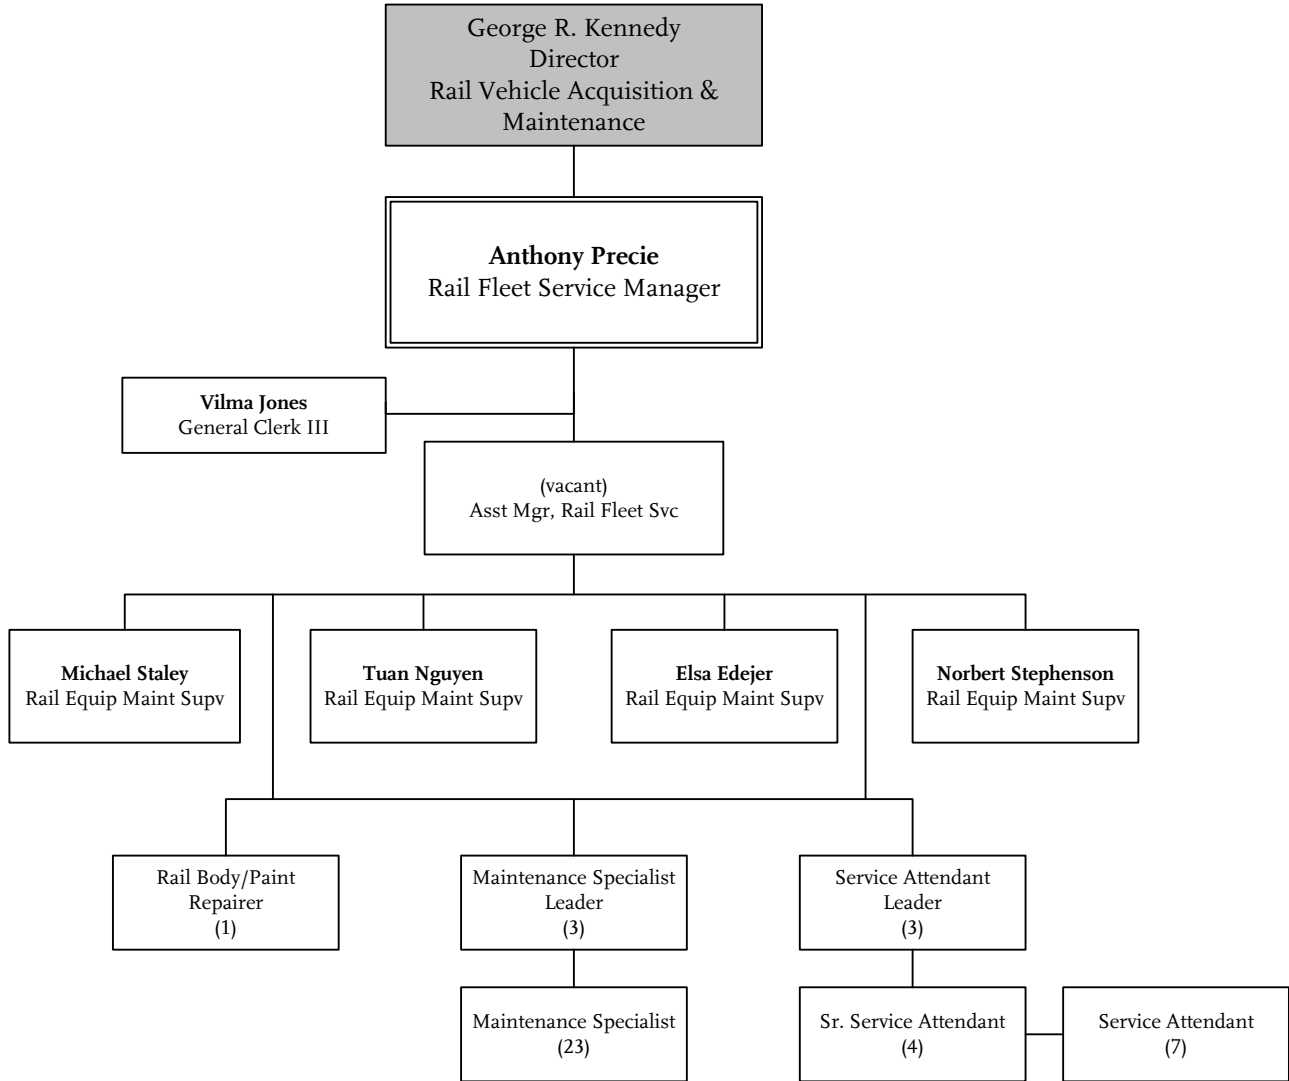 George R. Kennedy
Director
Rail Vehicle Acquisition &
Maintenance
Anthony Precie
Rail Fleet Service Manager
Vilma Jones
General Clerk III
(vacant)
Asst Mgr, Rail Fleet Svc
Michael Staley
Rail Equip Maint Supv
Tuan Nguyen
Rail Equip Maint Supv
Elsa Edejer
Rail Equip Maint Supv
Norbert Stephenson
Rail Equip Maint Supv
Rail Body/Paint
Repairer
(1)
Maintenance Specialist
Leader
(3)
Service Attendant
Leader
(3)
Maintenance Specialist
(23)
Sr. Service Attendant
(4)
Service Attendant
(7)